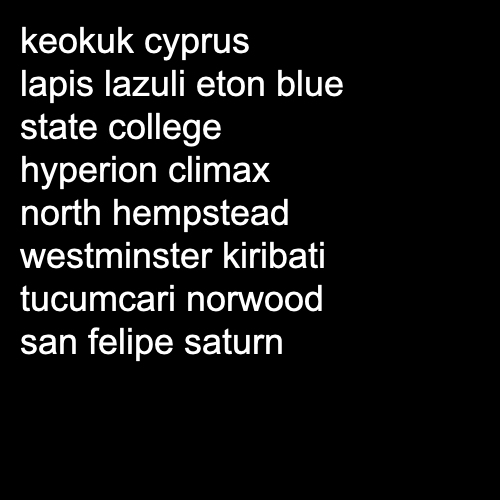 keokuk cyprus
lapis lazuli eton blue
state college
hyperion climax
north hempstead
westminster kiribati
tucumcari norwood
san felipe saturn